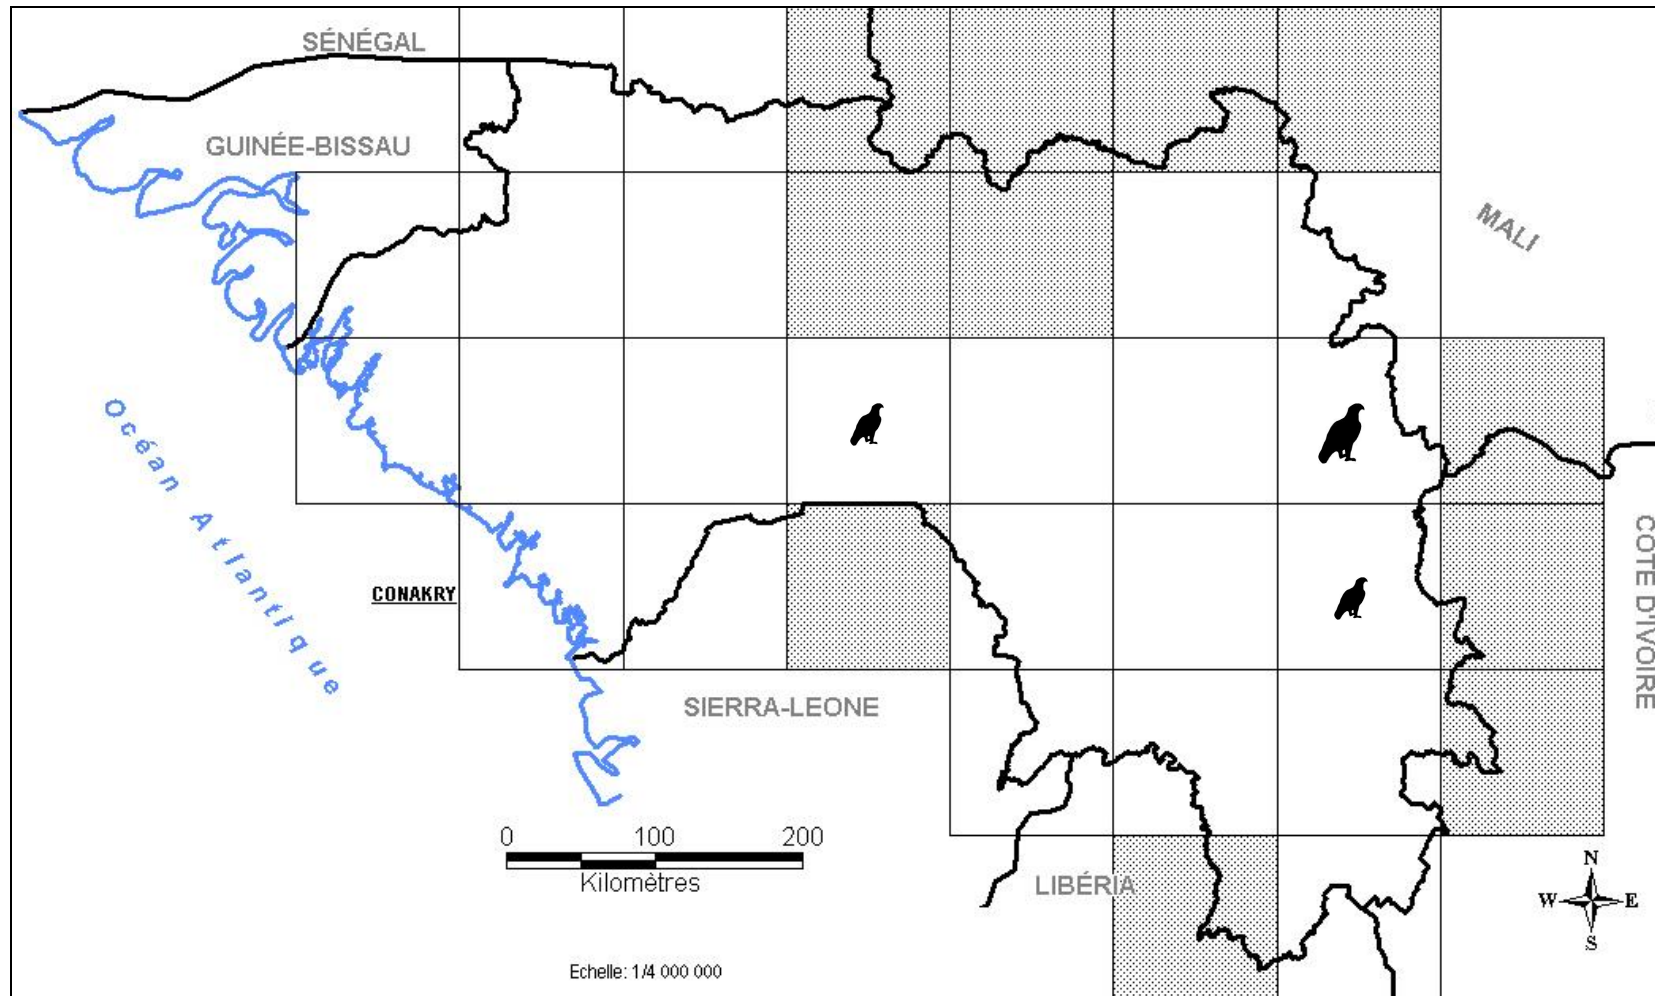 SÉNÉGAL
GUINÉE-BISSAU
MALI
Océan Atlantique
CONAKRY
COTE D'IVOIRE
SIERRA-LEONE
0 100 200
Kilomètres
LIBÉRIA
N
W E
S
Echelle: 1/4 000 000